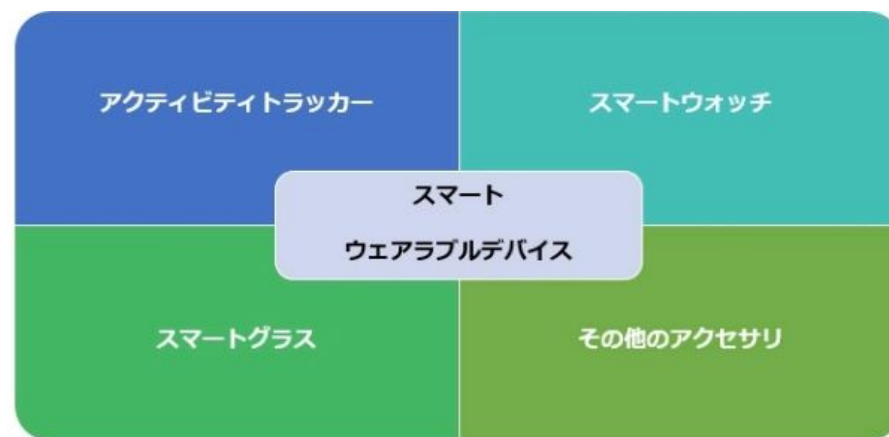 アクティビティトラッカー
スマートウォッチ
スマート
ウェアラブルデバイス
スマートグラス
その他のアクセサリ